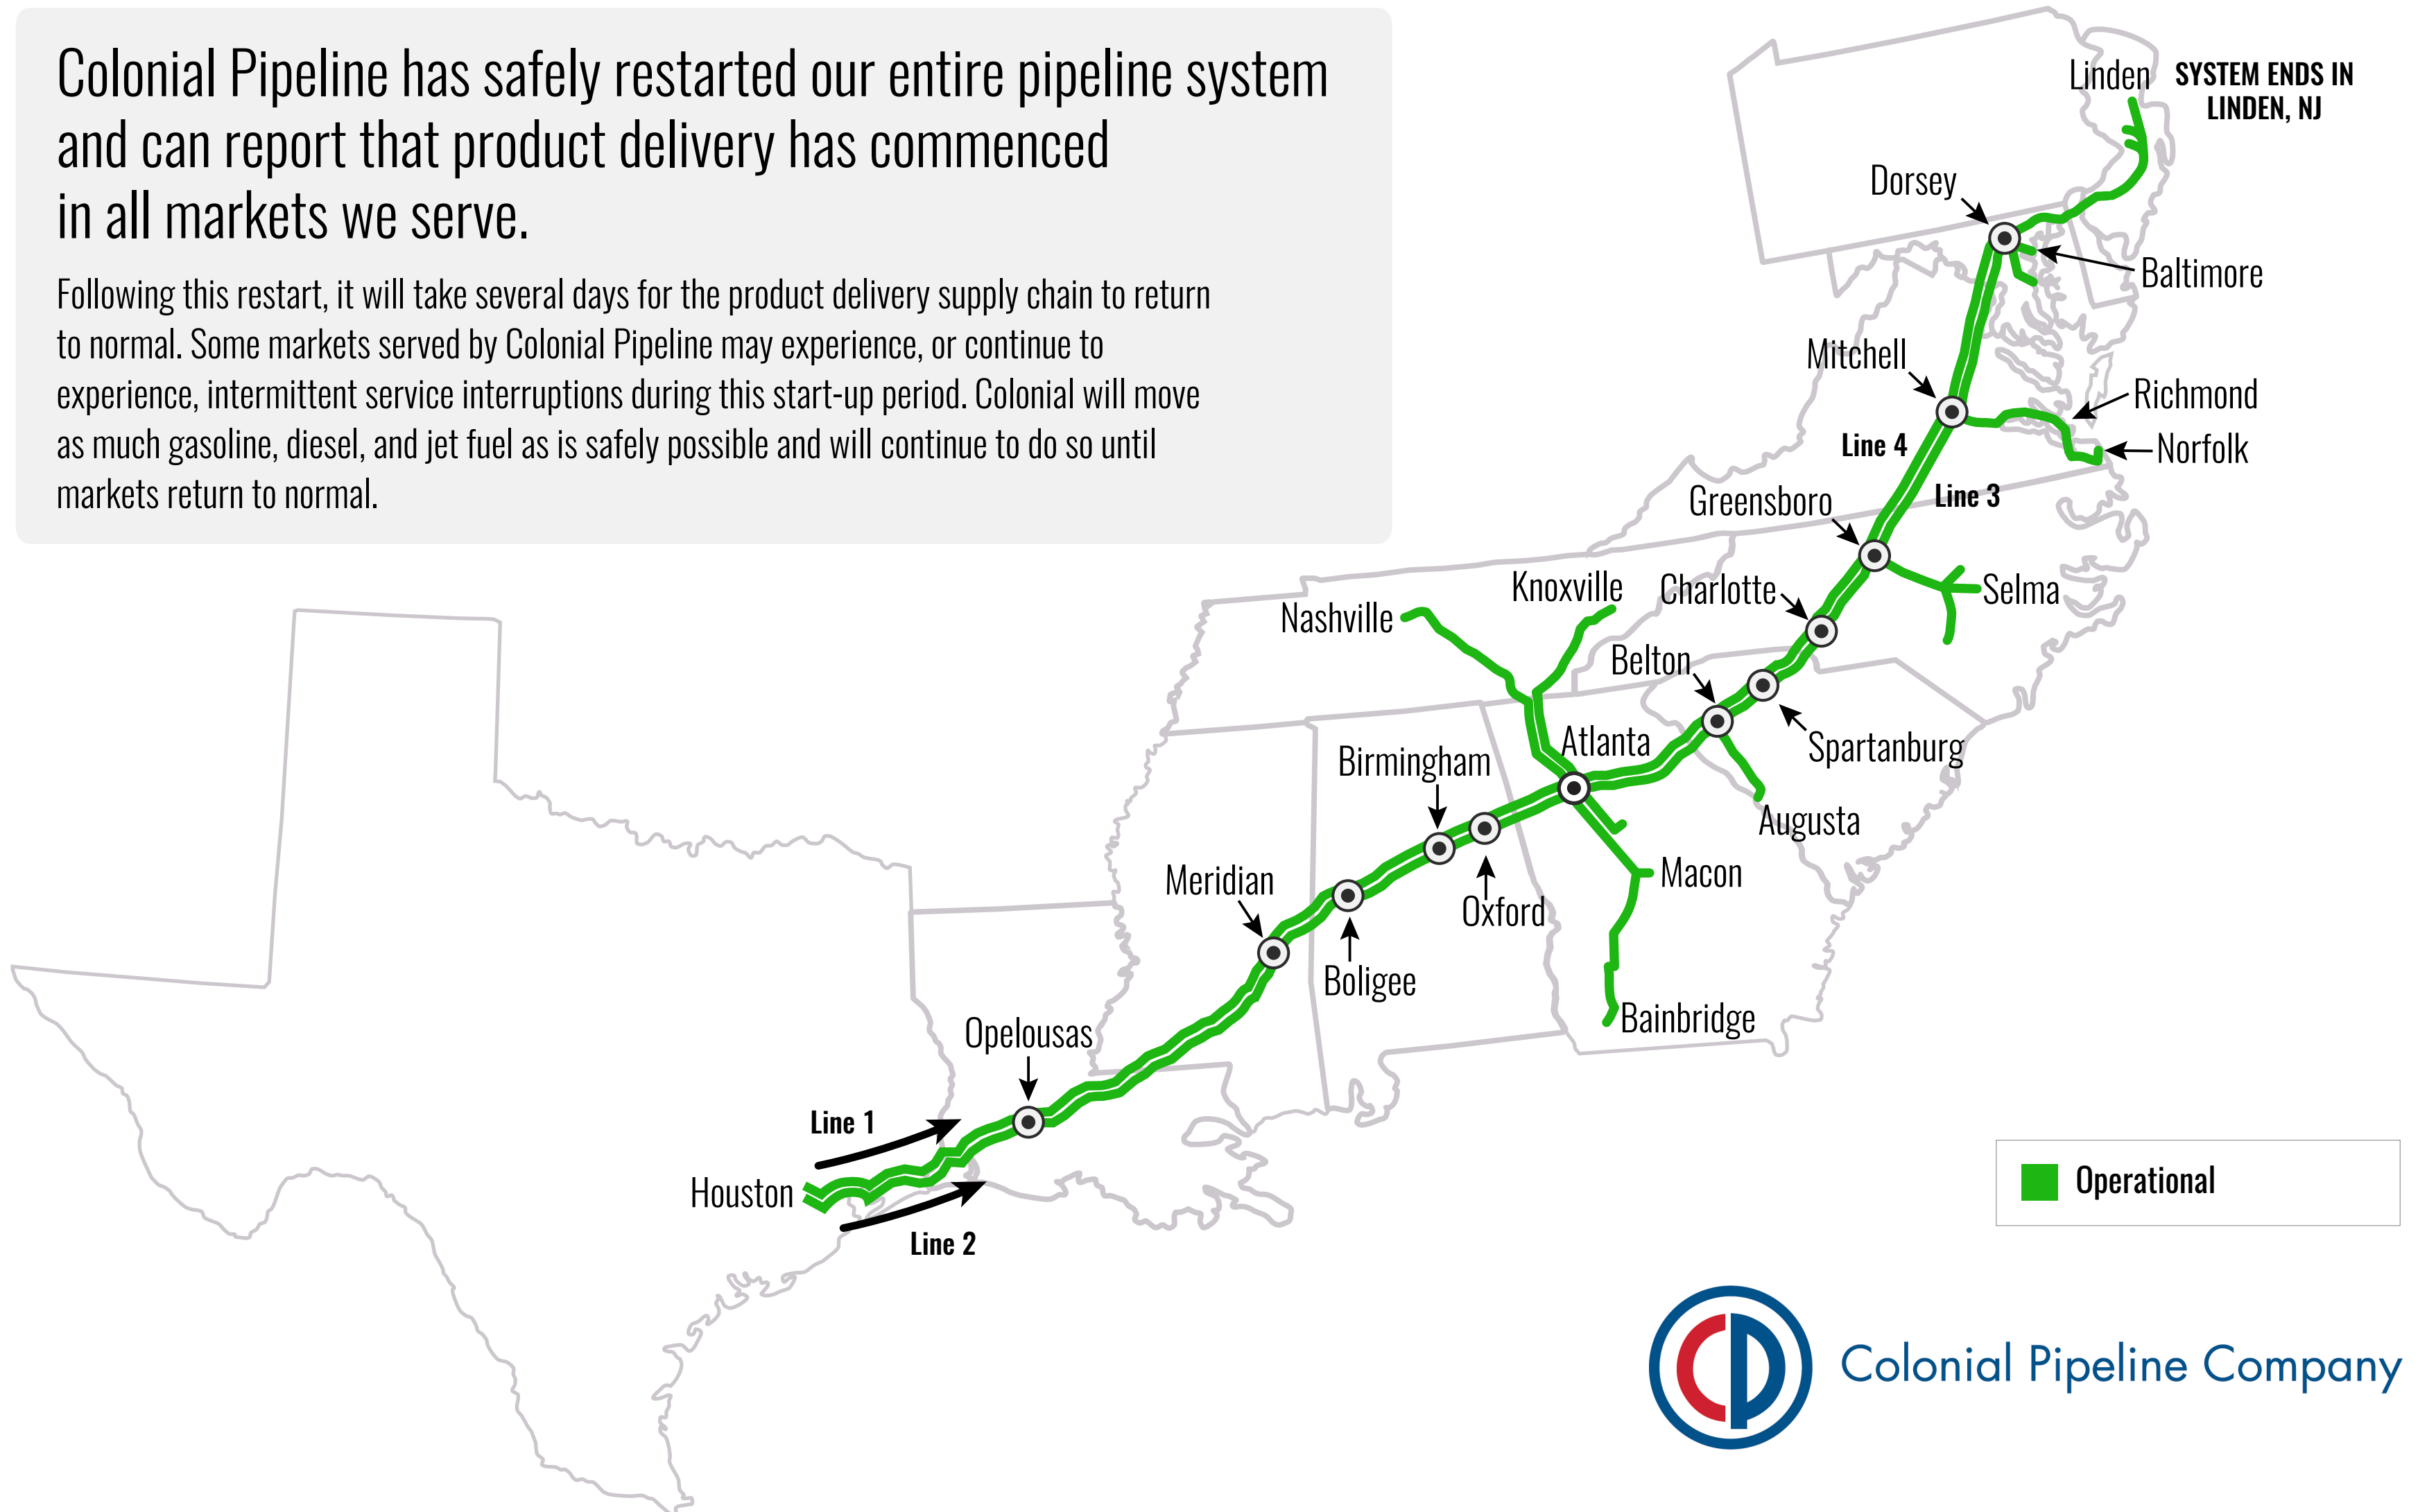 Colonial Pipeline has safely restarted our entire pipeline system
and can report that product delivery has commenced
in all markets we serve.
Following this restart, it will take several days for the product delivery supply chain to return
to normal. Some markets served by Colonial Pipeline may experience, or continue to
experience, intermittent service interruptions during this start-up period. Colonial will move
as much gasoline, diesel, and jet fuel as is safely possible and will continue to do so until
markets return to normal.
Linden
SYSTEM ENDS IN
LINDEN, NJ
Dorsey
Baltimore
Mitchell
Richmond
Line 4
Norfolk
Line 3
Greensboro
Knoxville
Charlotte
Selma
Nashville
Belton
Atlanta
Spartanburg
Birmingham
Augusta
Macon
Meridian
Oxford
Boligee
Bainbridge
Opelousas
Line 1
Houston
Line 2
Operational
CP
Colonial Pipeline Company